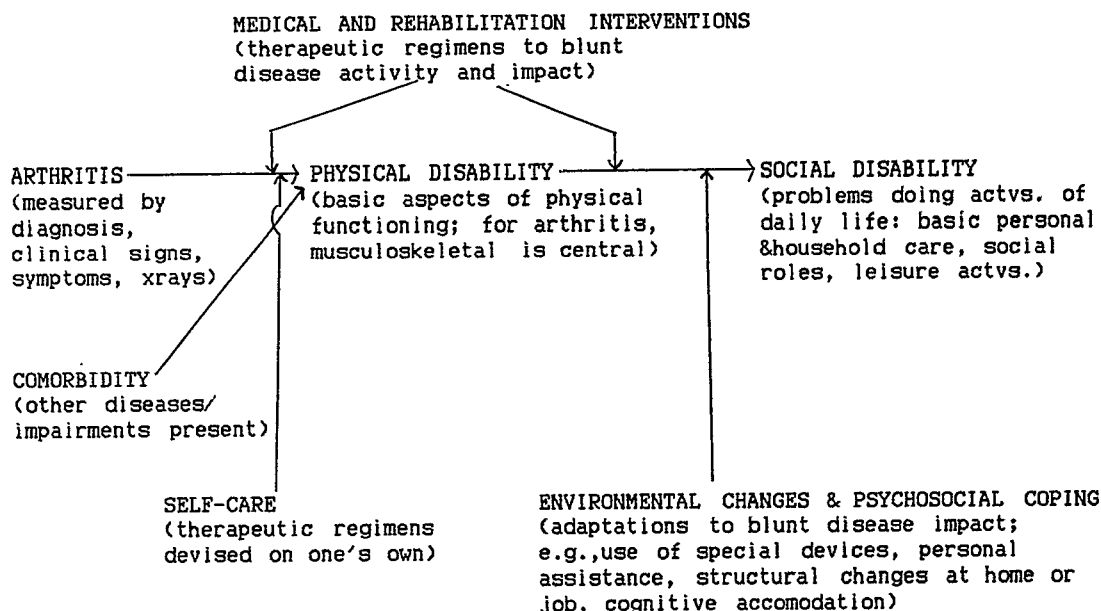 MEDICAL AND REHABILITATION INTERVENTIONS
(therapeutic regimens to blunt
disease activity and impact)
ARTHRITIS
(measured by
diagnosis,
clinical signs,
symptoms, xrays)
PHYSICAL DISABILITY
(basic aspects of physical
functioning; for arthritis,
musculoskeletal is central)
SOCIAL DISABILITY
(problems doing actvs. of
daily life: basic personal
&household care, social
roles, leisure actvs.)
COMORBIDITY
(other diseases/
impairments present)
SELF-CARE
(therapeutic regimens
devised on one's own)
ENVIRONMENTAL CHANGES & PSYCHOSOCIAL COPING
(adaptations to blunt disease impact;
e.g.,use of special devices, personal
assistance, structural changes at home or
job, cognitive accomodation)